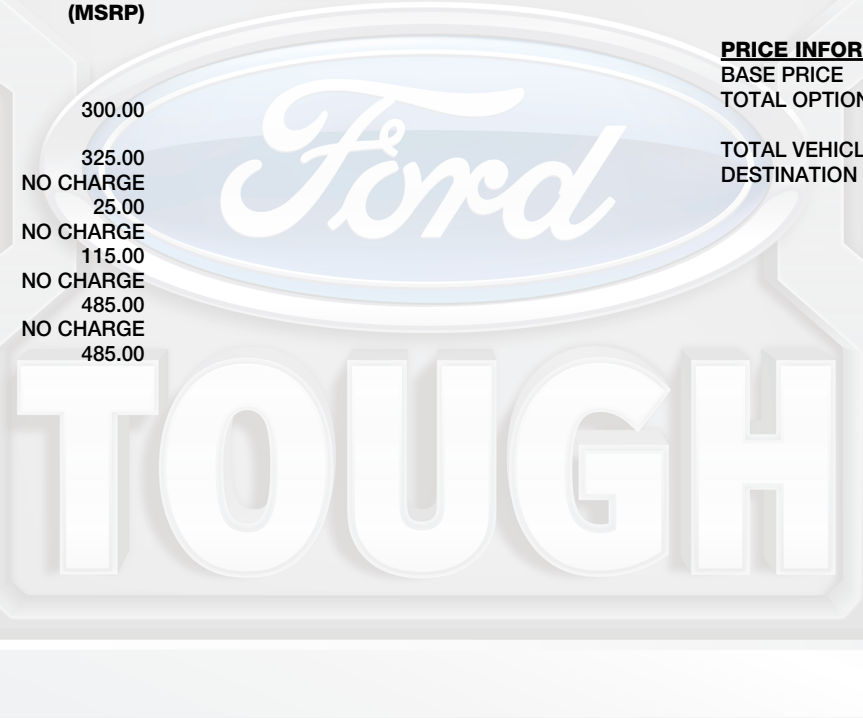 (MSRP)
300.00
325.00
NO CHARGE
25.00
NO CHARGE
115.00
NO CHARGE
485.00
NO CHARGE
485.00
PRICE INFOR
BASE PRICE
TOTAL OPTION
TOTAL VEHICL
DESTINATION
Ford
TOUGH